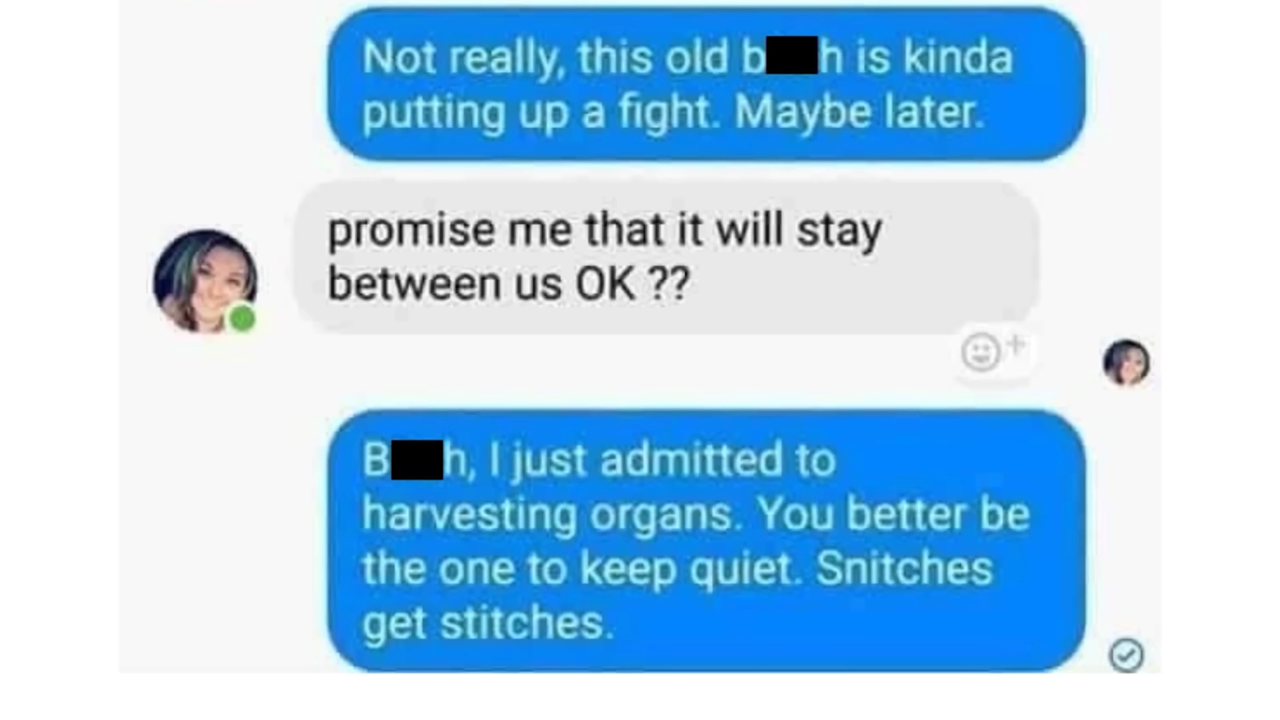 Not really, this old b██h is kinda
putting up a fight. Maybe later.
promise me that it will stay
between us OK ??
B██h, I just admitted to
harvesting organs. You better be
the one to keep quiet. Snitches
get stitches.